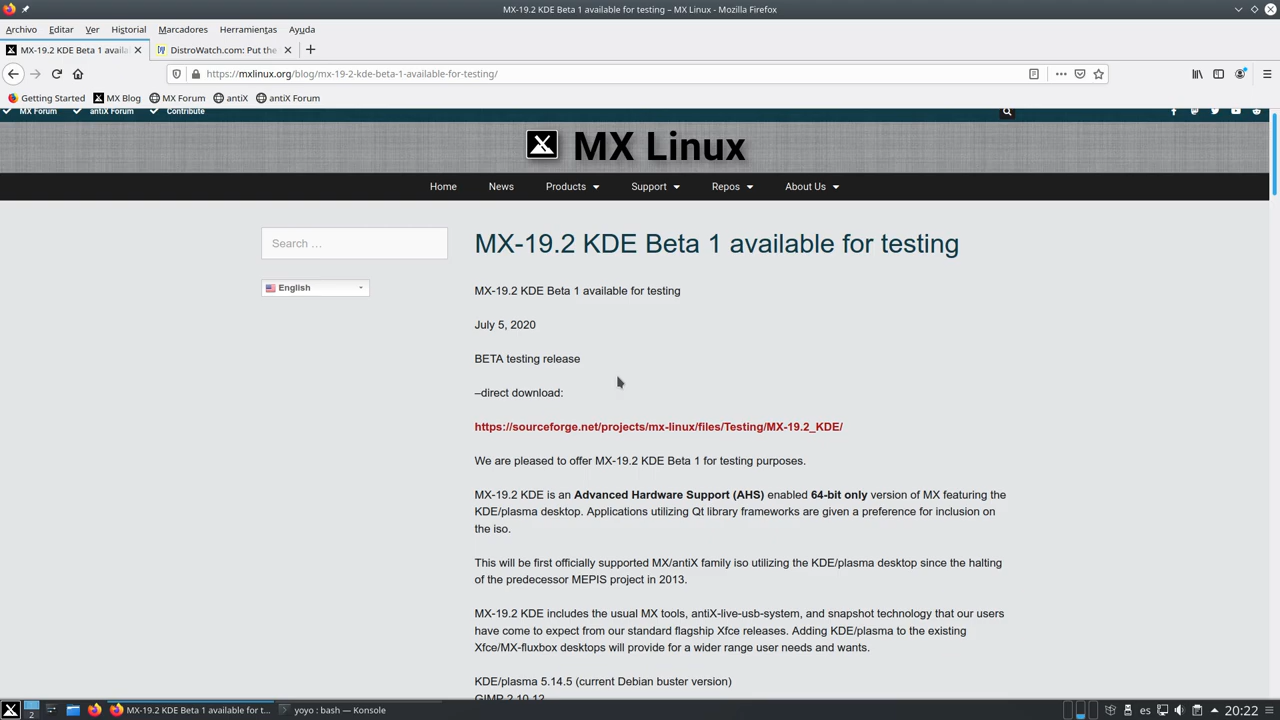 MX-19.2 KDE Beta 1 available for testing – MX Linux - Mozilla Firefox
Archivo Editar Ver Historial Marcadores Herramientas Ayuda
MX-19.2 KDE Beta 1 availa
DistroWatch.com: Put the
https://mxlinux.org/blog/mx-19-2-kde-beta-1-available-for-testing/
Getting Started MX Blog MX Forum antiX antiX Forum
MX Forum antiX Forum Contribute
MX Linux
Home News Products Support Repos About Us
Search …
English
MX-19.2 KDE Beta 1 available for testing
MX-19.2 KDE Beta 1 available for testing
July 5, 2020
BETA testing release
–direct download:
https://sourceforge.net/projects/mx-linux/files/Testing/MX-19.2_KDE/
We are pleased to offer MX-19.2 KDE Beta 1 for testing purposes.
MX-19.2 KDE is an Advanced Hardware Support (AHS) enabled 64-bit only version of MX featuring the
KDE/plasma desktop. Applications utilizing Qt library frameworks are given a preference for inclusion on
the iso.
This will be first officially supported MX/antiX family iso utilizing the KDE/plasma desktop since the halting
of the predecessor MEPIS project in 2013.
MX-19.2 KDE includes the usual MX tools, antiX-live-usb-system, and snapshot technology that our users
have come to expect from our standard flagship Xfce releases. Adding KDE/plasma to the existing
Xfce/MX-fluxbox desktops will provide for a wider range user needs and wants.
KDE/plasma 5.14.5 (current Debian buster version)
GIMP 2.10.12
2 MX-19.2 KDE Beta 1 available for t... yoyo : bash — Konsole es 20:22